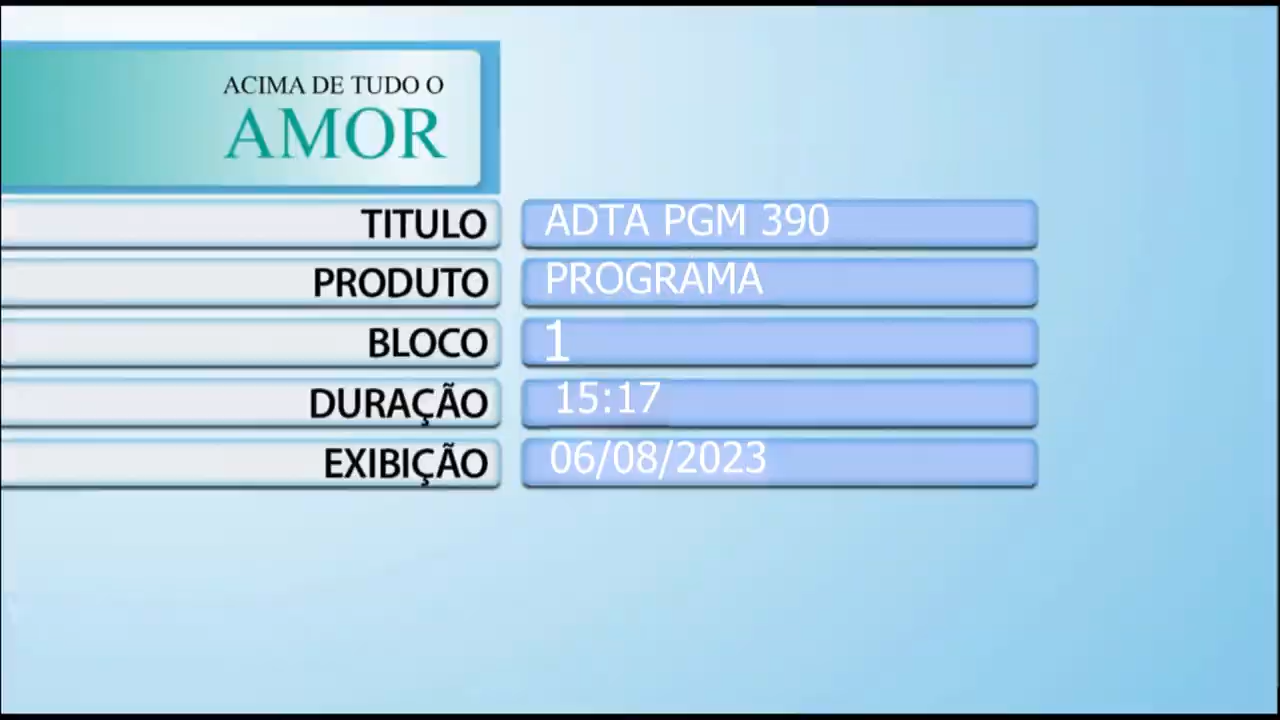 ACIMA DE TUDO O
AMOR
TITULO ADTA PGM 390
PRODUTO PROGRAMA
BLOCO 1
DURAÇÃO 15:17
EXIBIÇÃO 06/08/2023